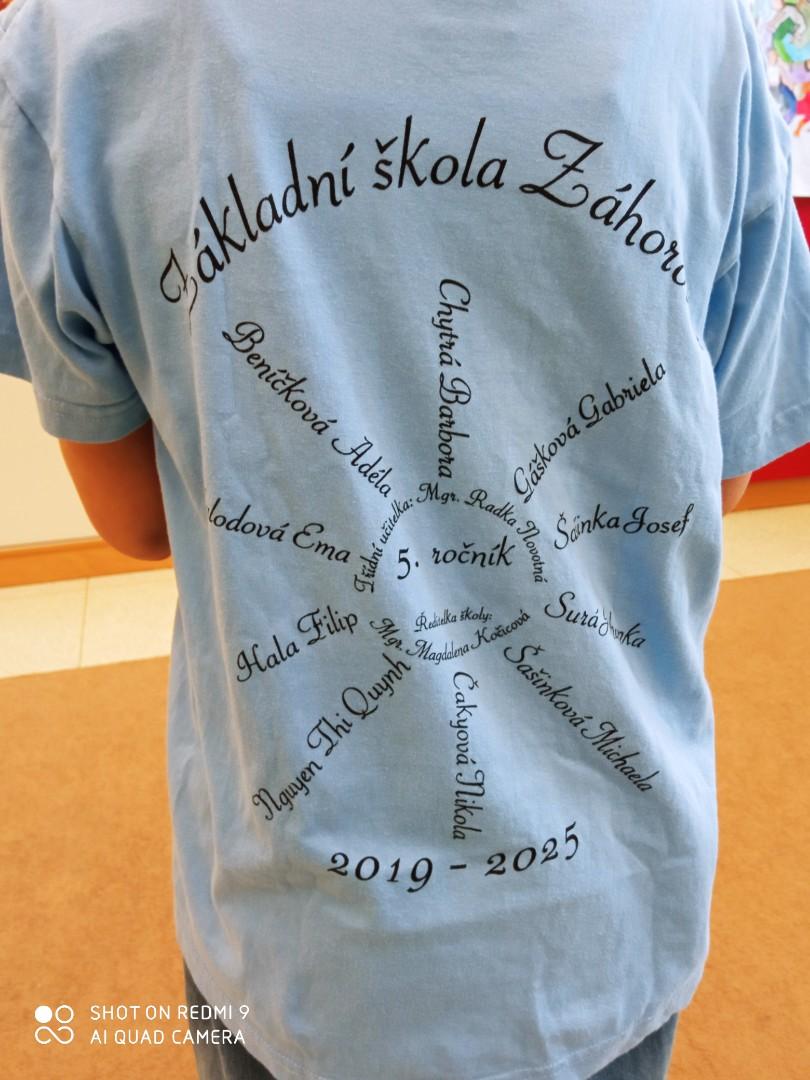 Základní škola
Chytrá Barbora
Gášková Gabriela
Šašinka Josef
Surá
Šašinková Michaela
Čakyová Nikola
Nguyen Thi Quynh
Hala Filip
Ema
Beníčková Adéla
Třídní učitelka: Mgr. Radka Novotná
5. ročník
Ředitelka školy:
Mgr. Magdalena Kočicová
2019 - 2025
SHOT ON REDMI 9
AI QUAD CAMERA